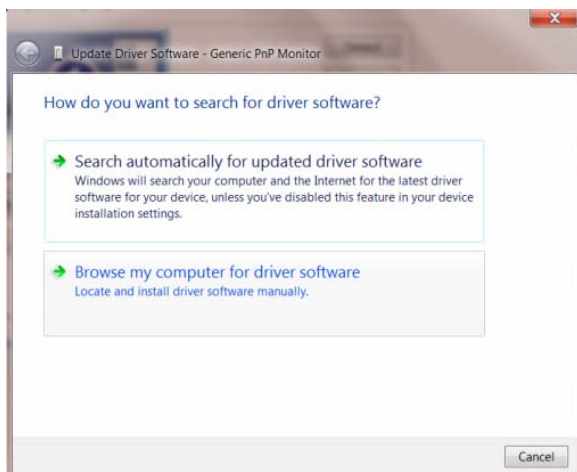 Update Driver Software - Generic PnP Monitor
How do you want to search for driver software?
Search automatically for updated driver software
Windows will search your computer and the Internet for the latest driver
software for your device, unless you've disabled this feature in your device
installation settings.
Browse my computer for driver software
Locate and install driver software manually.
Cancel